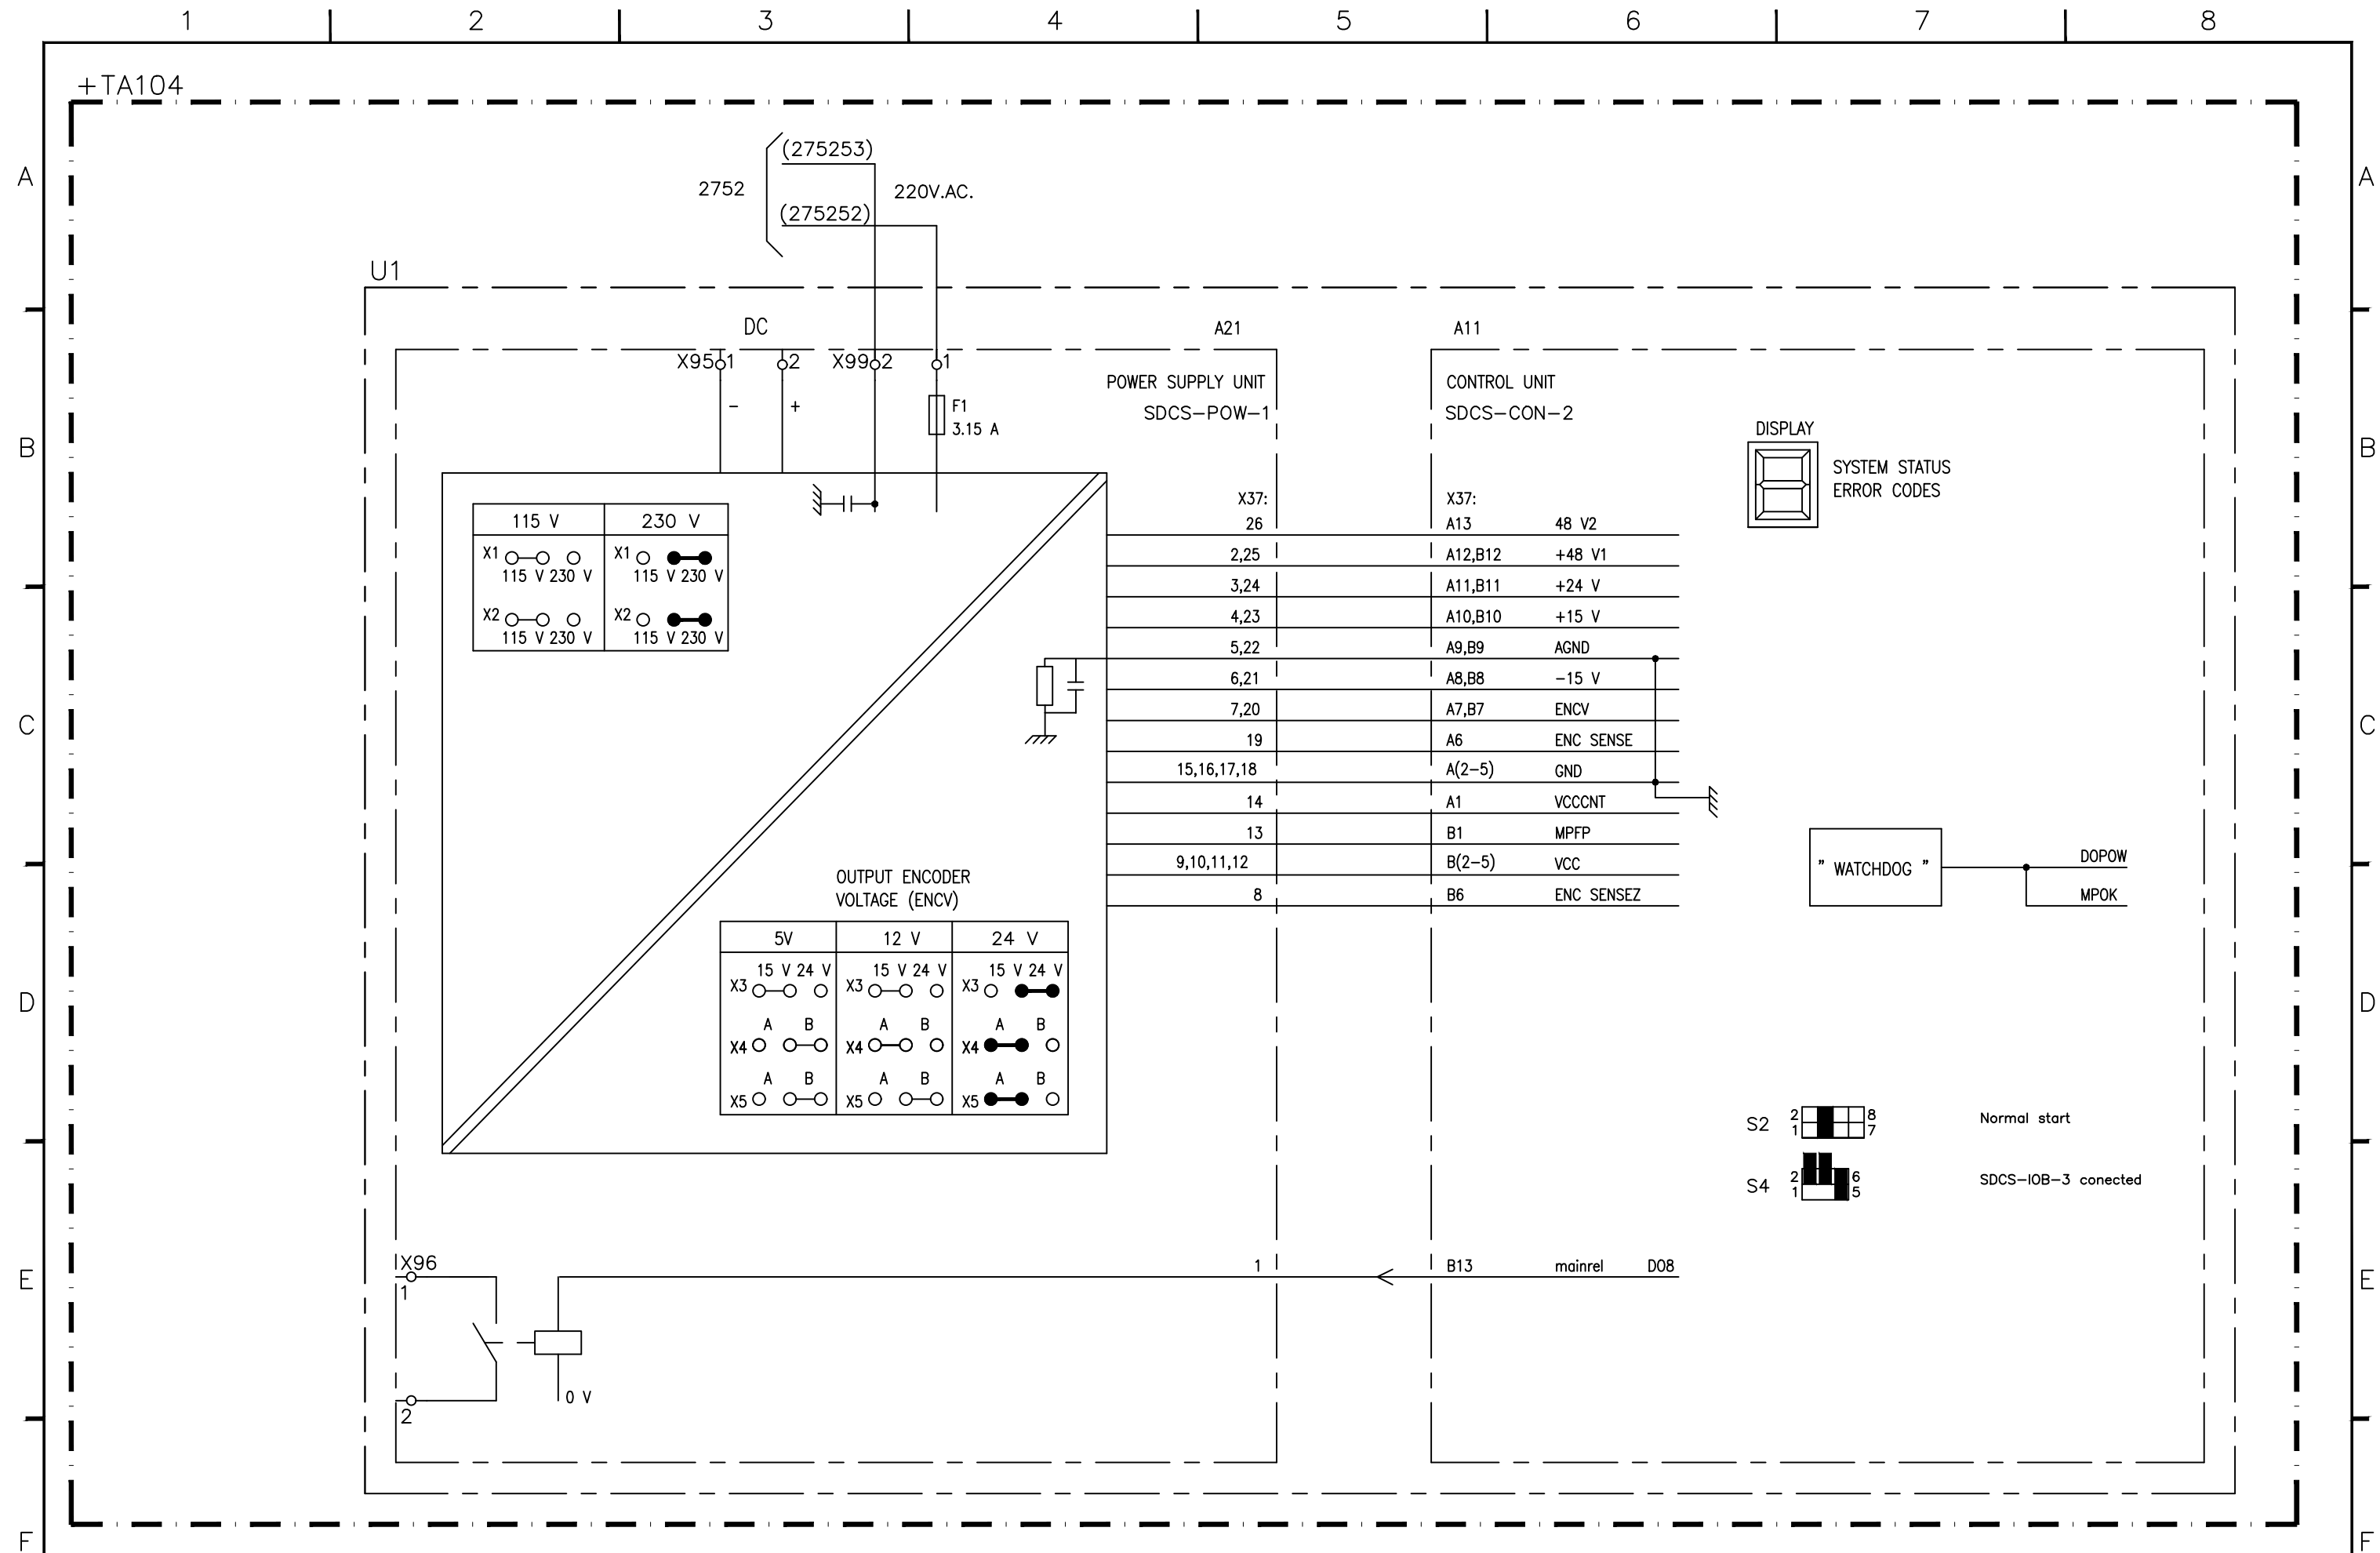 1 2 3 4 5 6 7 8
+TA104
A A
(275253)
2752 220V.AC.
(275252)
U1
DC A21 A11
X95 1 2 X99 2 1
POWER SUPPLY UNIT CONTROL UNIT
- + F1
SDCS-POW-1 SDCS-CON-2
3.15 A
DISPLAY
B B
SYSTEM STATUS
ERROR CODES
X37: X37:
115 V 230 V
26 A13 48 V2
X1 X1
2,25 A12,B12 +48 V1
115 V 230 V 115 V 230 V
3,24 A11,B11 +24 V
X2 X2
4,23 A10,B10 +15 V
115 V 230 V 115 V 230 V
5,22 A9,B9 AGND
6,21 A8,B8 -15 V
7,20 A7,B7 ENCV
C C
19 A6 ENC SENSE
15,16,17,18 A(2-5) GND
14 A1 VCCCNT
13 B1 MPFP
9,10,11,12 B(2-5) VCC
8 B6 ENC SENSEZ
" WATCHDOG "
DOPOW
MPOK
OUTPUT ENCODER
VOLTAGE (ENCV)
5V 12 V 24 V
15 V 24 V 15 V 24 V 15 V 24 V
X3 X3 X3
D D
A B A B A B
X4 X4 X4
A B A B A B
X5 X5 X5
S2 2 8 Normal start
1 7
S4 2 6 SDCS-IOB-3 conected
1 5
X96
1
E E
1 B13 mainrel DO8
0 V
2
F F